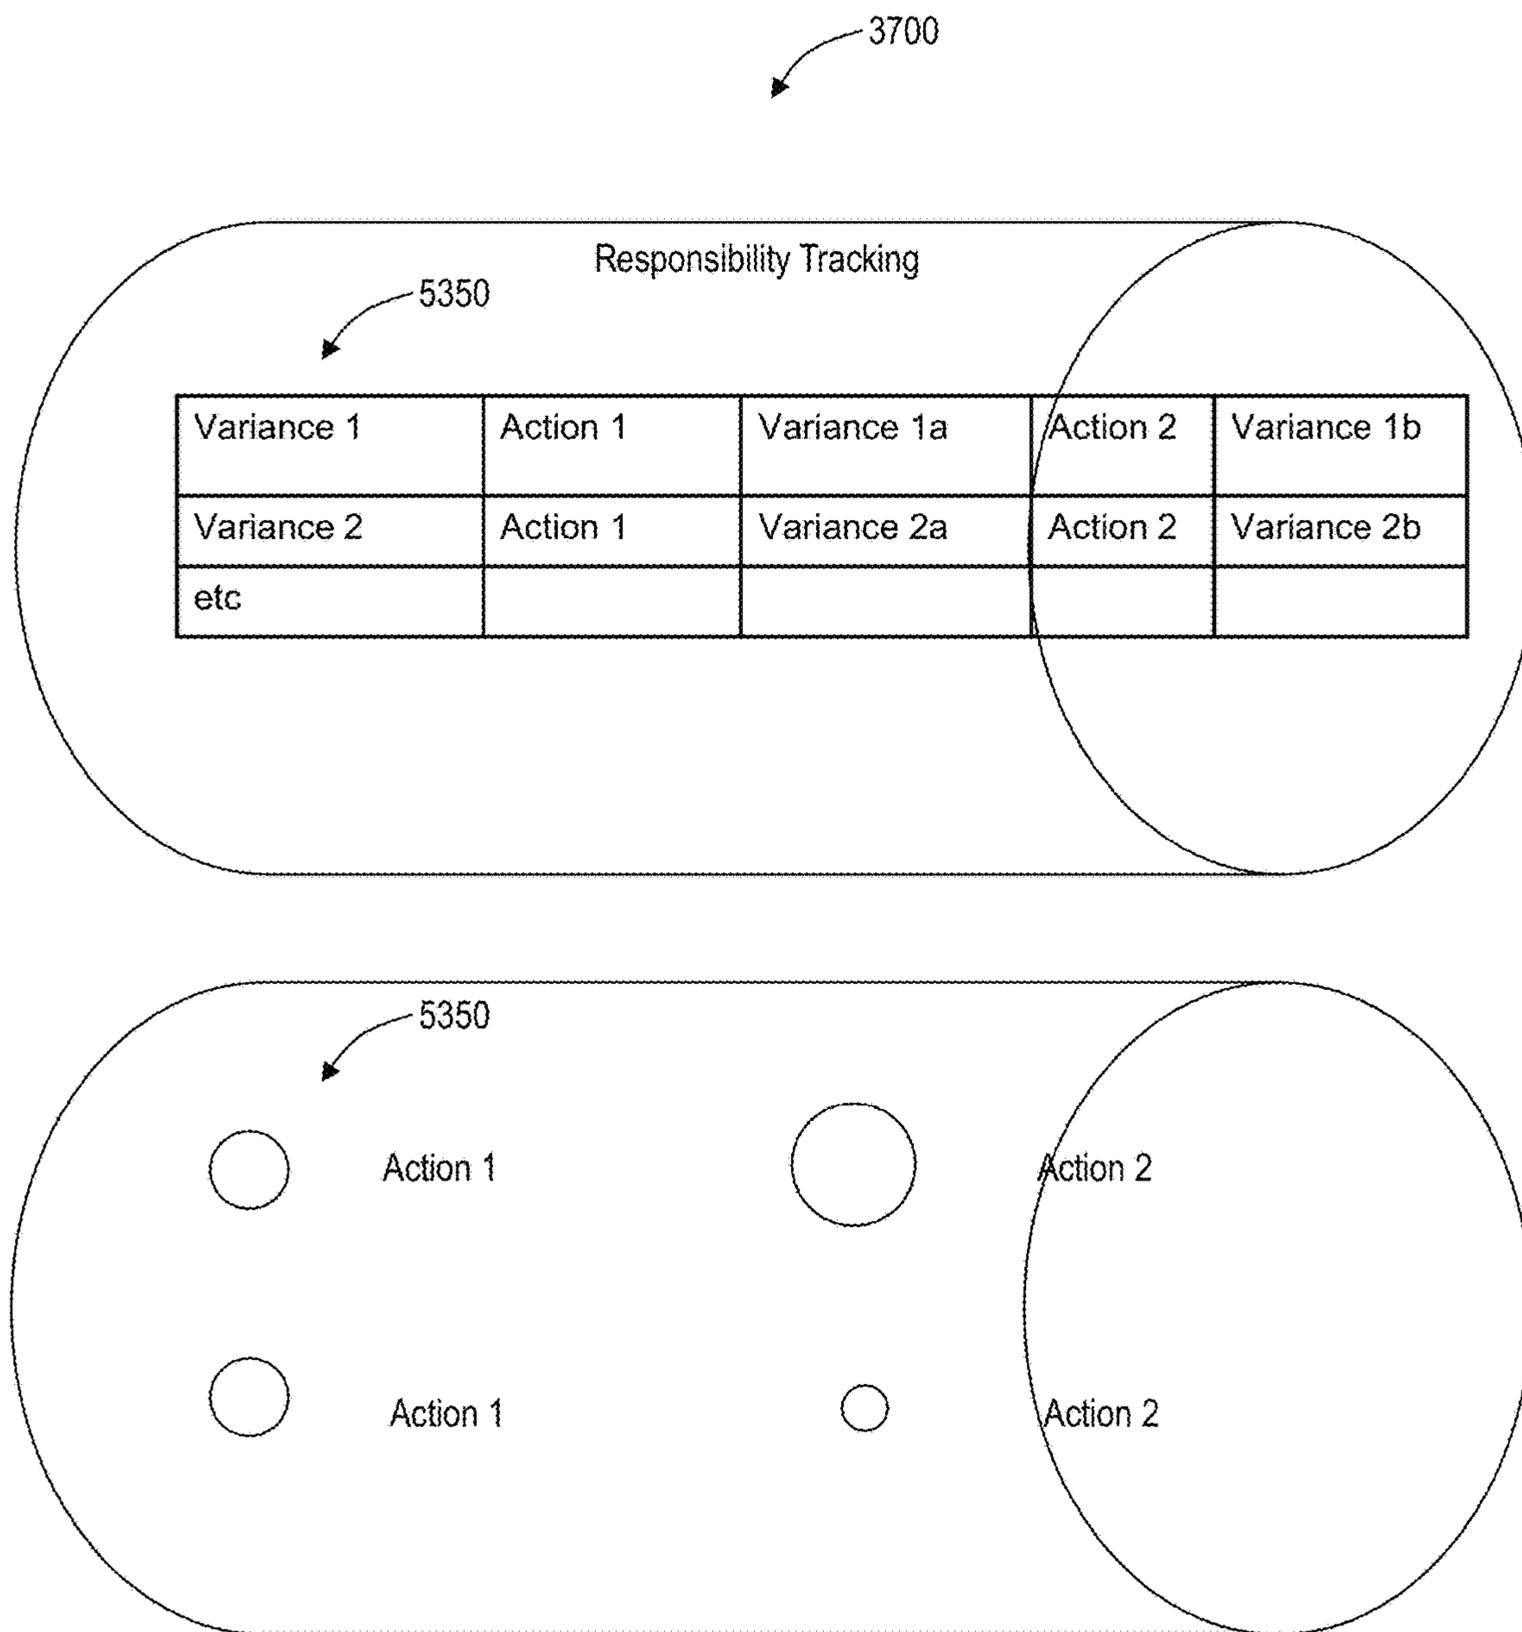 3700
Responsibility Tracking
5350
Variance 1 Action 1 Variance 1a Action 2 Variance 1b
Variance 2 Action 1 Variance 2a Action 2 Variance 2b
etc
5350
Action 1 Action 2
Action 1 Action 2